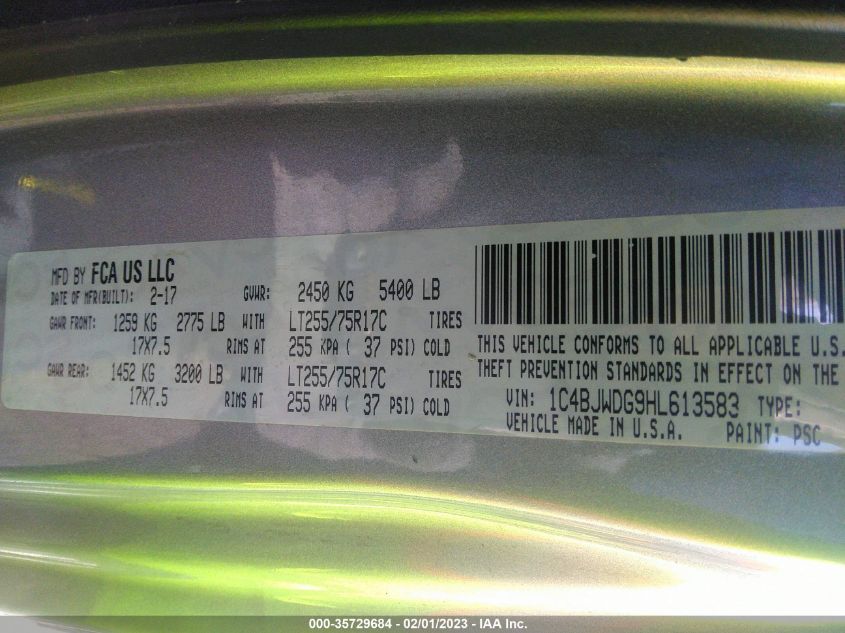 MFD BY FCA US LLC
DATE OF MFR(BUILT): 2-17 GVWR: 2450 KG 5400 LB
GAWR FRONT: 1259 KG 2775 LB WITH LT255/75R17C TIRES
17X7.5 RIMS AT 255 KPA ( 37 PSI) COLD
GAWR REAR: 1452 KG 3200 LB WITH LT255/75R17C TIRES
17X7.5 RIMS AT 255 KPA ( 37 PSI) COLD
THIS VEHICLE CONFORMS TO ALL APPLICABLE U.S.
THEFT PREVENTION STANDARDS IN EFFECT ON THE
VIN: 1C4BJWDG9HL613583 TYPE:
VEHICLE MADE IN U.S.A. PAINT: PSC
000-35729684 - 02/01/2023 - IAA Inc.